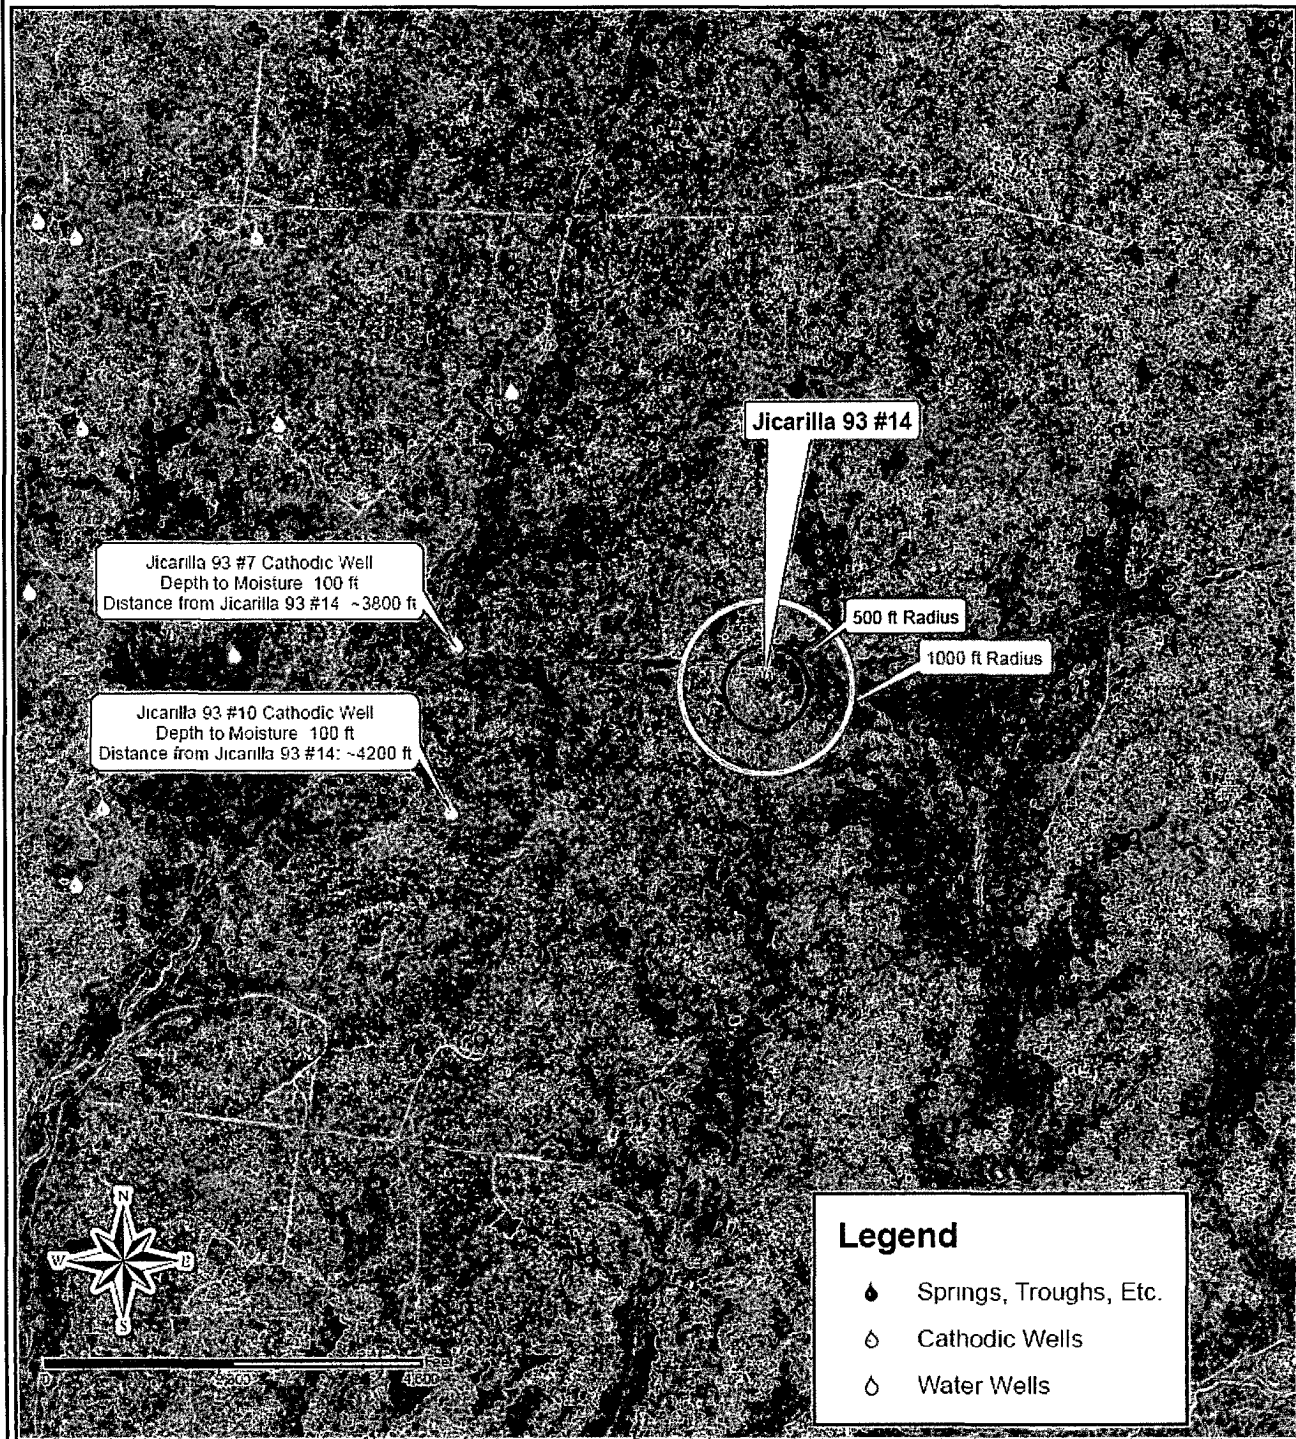 Jicarilla 93 #14
Jicarilla 93 #7 Cathodic Well
Depth to Moisture 100 ft
Distance from Jicarilla 93 #14 ~3800 ft
500 ft Radius
1000 ft Radius
Jicarilla 93 #10 Cathodic Well
Depth to Moisture 100 ft
Distance from Jicarilla 93 #14: ~4200 ft
N
W E
S
0
Legend
Springs, Troughs, Etc.
Cathodic Wells
Water Wells